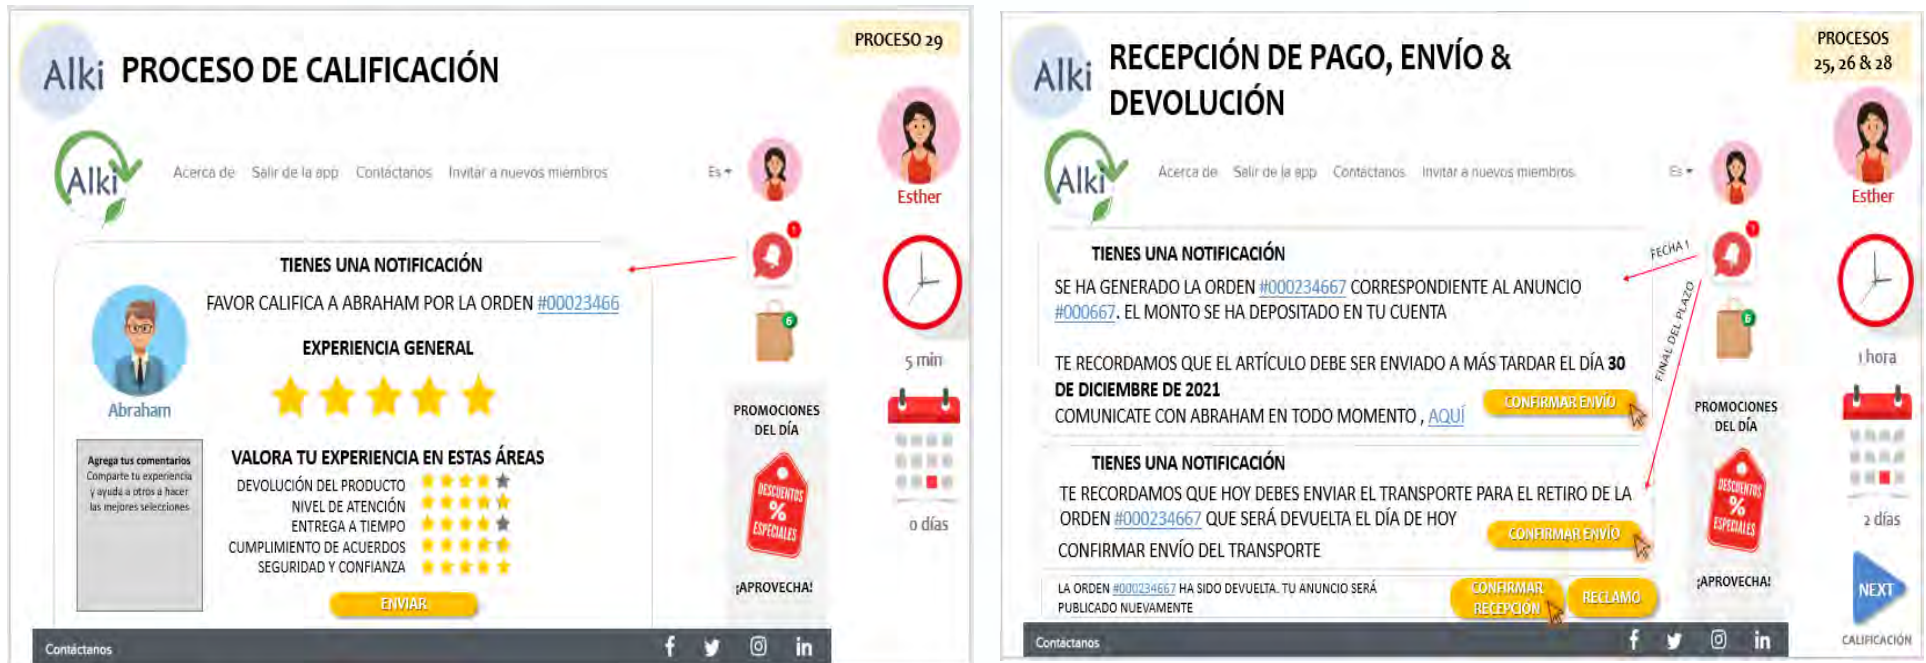 Alki PROCESO DE CALIFICACIÓN
PROCESO 29
Alki
Acerca de Salir de la app Contáctanos Invitar a nuevos miembros Es
Esther
TIENES UNA NOTIFICACIÓN
FAVOR CALIFICA A ABRAHAM POR LA ORDEN #00023466
1
6
Abraham
EXPERIENCIA GENERAL
5 min
Agrega tus comentarios
Comparte tu experiencia
y ayuda a otros a hacer
las mejores selecciones
VALORA TU EXPERIENCIA EN ESTAS ÁREAS
DEVOLUCIÓN DEL PRODUCTO
NIVEL DE ATENCIÓN
ENTREGA A TIEMPO
CUMPLIMIENTO DE ACUERDOS
SEGURIDAD Y CONFIANZA
ENVIAR
PROMOCIONES
DEL DÍA
DESCUENTOS
%
ESPECIALES
¡APROVECHA!
0 días
Contáctanos
f
in
Alki RECEPCIÓN DE PAGO, ENVÍO &
DEVOLUCIÓN
PROCESOS
25, 26 & 28
Alki
Acerca de Salir de la app Contáctanos Invitar a nuevos miembros Es
Esther
TIENES UNA NOTIFICACIÓN
SE HA GENERADO LA ORDEN #000234667 CORRESPONDIENTE AL ANUNCIO
#000667. EL MONTO SE HA DEPOSITADO EN TU CUENTA
TE RECORDAMOS QUE EL ARTÍCULO DEBE SER ENVIADO A MÁS TARDAR EL DÍA 30
DE DICIEMBRE DE 2021
COMUNICATE CON ABRAHAM EN TODO MOMENTO , AQUÍ
CONFIRMAR ENVÍO
FECHA 1
FINAL DEL PLAZO
1
6
1 hora
TIENES UNA NOTIFICACIÓN
TE RECORDAMOS QUE HOY DEBES ENVIAR EL TRANSPORTE PARA EL RETIRO DE LA
ORDEN #000234667 QUE SERÁ DEVUELTA EL DÍA DE HOY
CONFIRMAR ENVÍO DEL TRANSPORTE
CONFIRMAR ENVÍO
LA ORDEN #000234667 HA SIDO DEVUELTA. TU ANUNCIO SERÁ
PUBLICADO NUEVAMENTE
CONFIRMAR
RECEPCIÓN
RECLAMO
PROMOCIONES
DEL DÍA
DESCUENTOS
%
ESPECIALES
¡APROVECHA!
2 días
NEXT
CALIFICACIÓN
Contáctanos
f
in